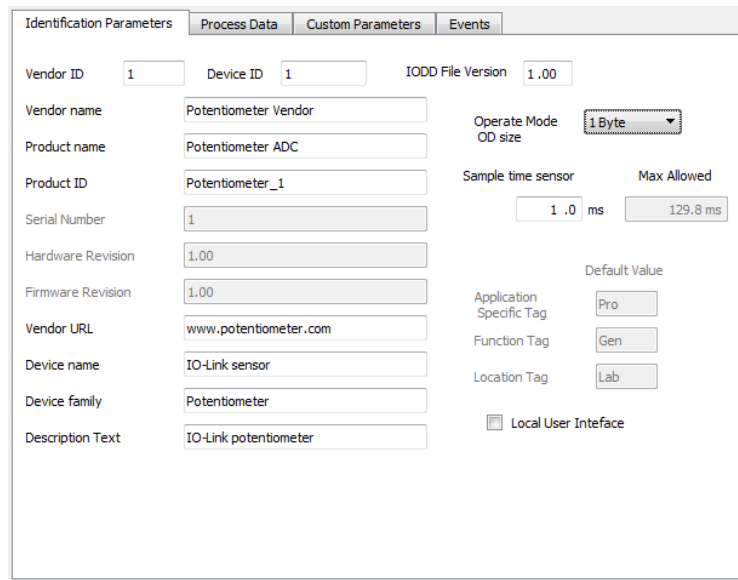 Identification Parameters Process Data Custom Parameters Events
Vendor ID 1 Device ID 1 IODD File Version 1 .00
Vendor name Potentiometer Vendor
Operate Mode OD size 1 Byte
Product name Potentiometer ADC
Product ID Potentiometer_1
Sample time sensor Max Allowed
1 .0 ms 129.8 ms
Serial Number 1
Hardware Revision 1.00
Default Value
Firmware Revision 1.00
Application Specific Tag Pro
Vendor URL www.potentiometer.com
Function Tag Gen
Device name IO-Link sensor
Location Tag Lab
Device family Potentiometer
Local User Inteface
Description Text IO-Link potentiometer